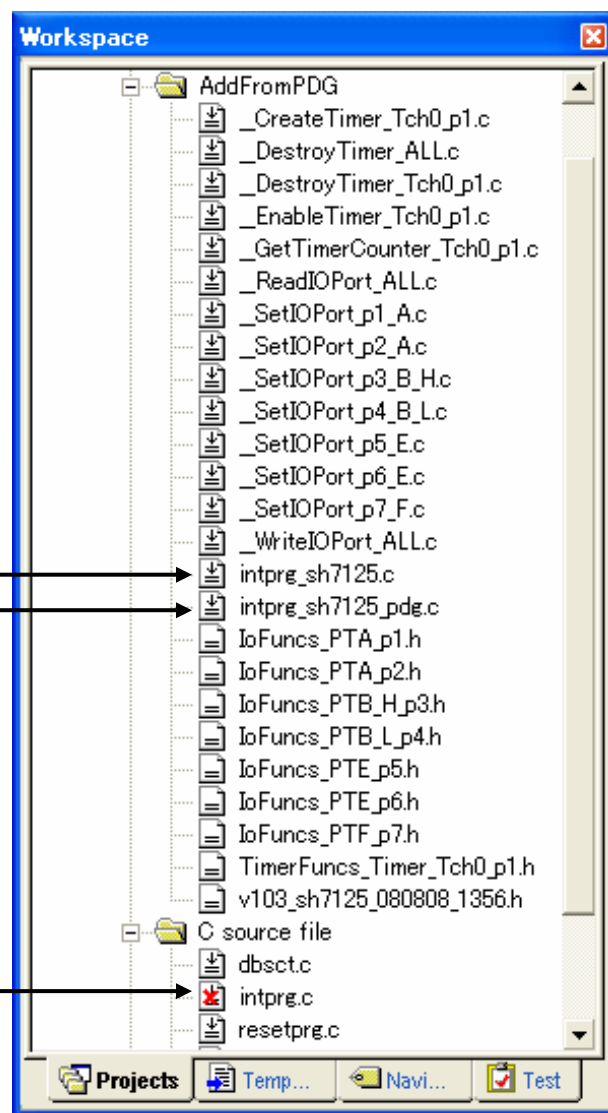 Workspace
AddFromPDG
_CreateTimer_Tch0_p1.c
_DestroyTimer_ALL.c
_DestroyTimer_Tch0_p1.c
_EnableTimer_Tch0_p1.c
_GetTimerCounter_Tch0_p1.c
_ReadIOPort_ALL.c
_SetIOPort_p1_A.c
_SetIOPort_p2_A.c
_SetIOPort_p3_B_H.c
_SetIOPort_p4_B_L.c
_SetIOPort_p5_E.c
_SetIOPort_p6_E.c
_SetIOPort_p7_F.c
_WriteIOPort_ALL.c
intprg_sh7125.c
intprg_sh7125_pdg.c
IoFuncs_PTA_p1.h
IoFuncs_PTA_p2.h
IoFuncs_PTB_H_p3.h
IoFuncs_PTB_L_p4.h
IoFuncs_PTE_p5.h
IoFuncs_PTE_p6.h
IoFuncs_PTF_p7.h
TimerFuncs_Timer_Tch0_p1.h
v103_sh7125_080808_1356.h
C source file
dbsct.c
intprg.c
resetprg.c
Projects Temp... Navi... Test